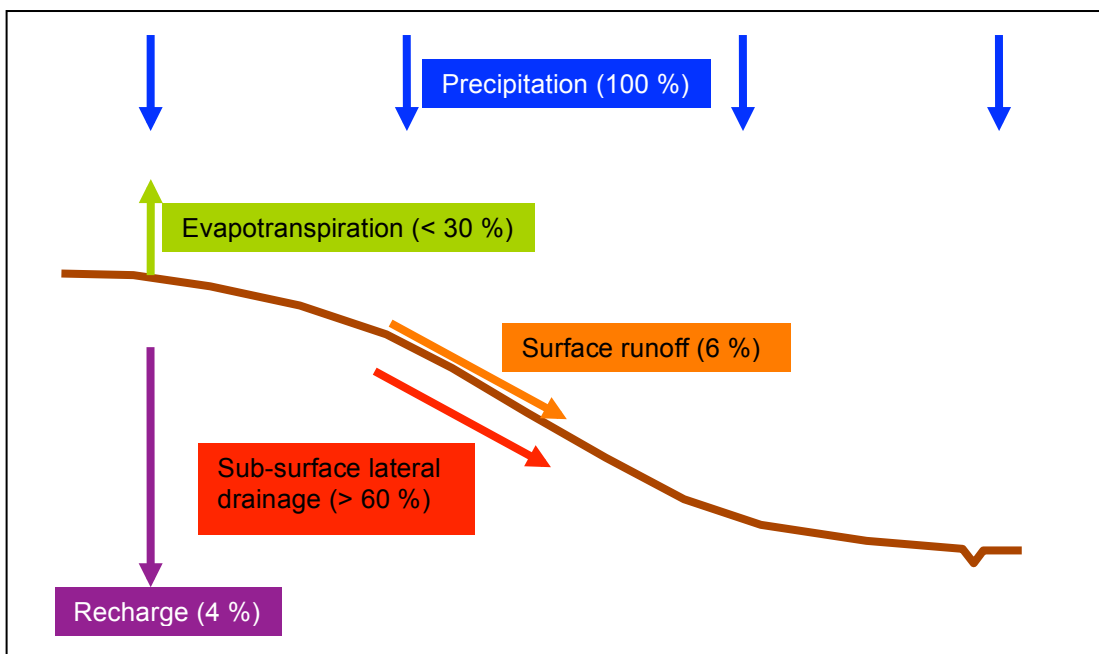 Precipitation (100 %)
Evapotranspiration (< 30 %)
Surface runoff (6 %)
Sub-surface lateral
drainage (> 60 %)
Recharge (4 %)